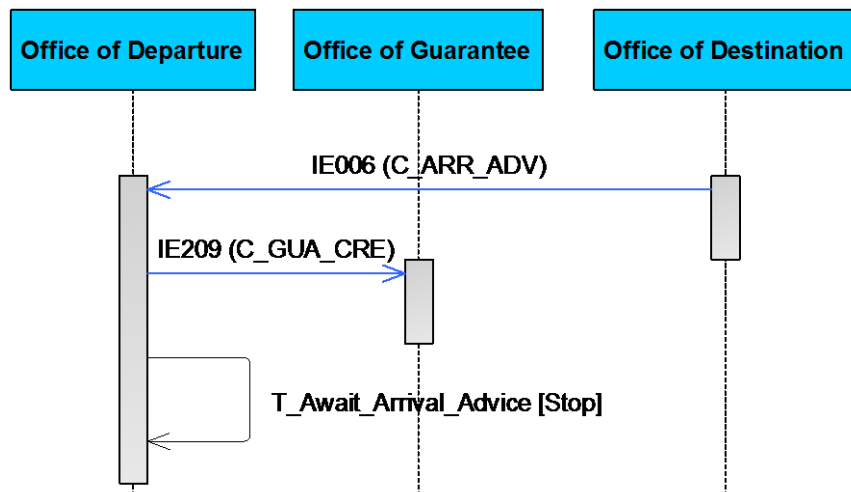 Office of Departure
Office of Guarantee
Office of Destination
IE006 (C_ARR_ADV)
IE209 (C_GUA_CRE)
T_Await_Arrival_Advice [Stop]